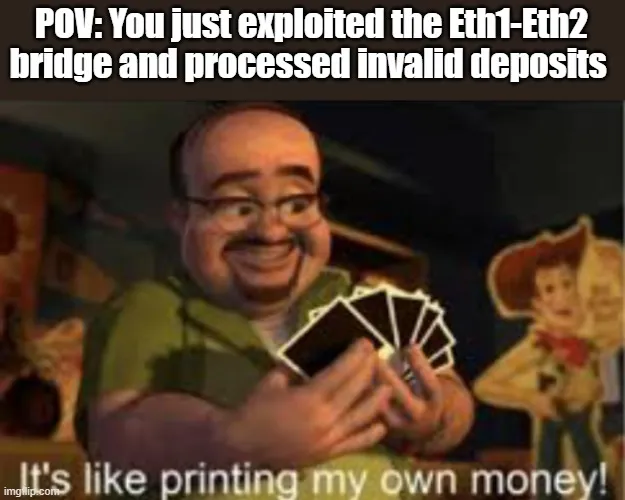 POV: You just exploited the Eth1-Eth2
bridge and processed invalid deposits
It's like printing my own money!
imgflip.com